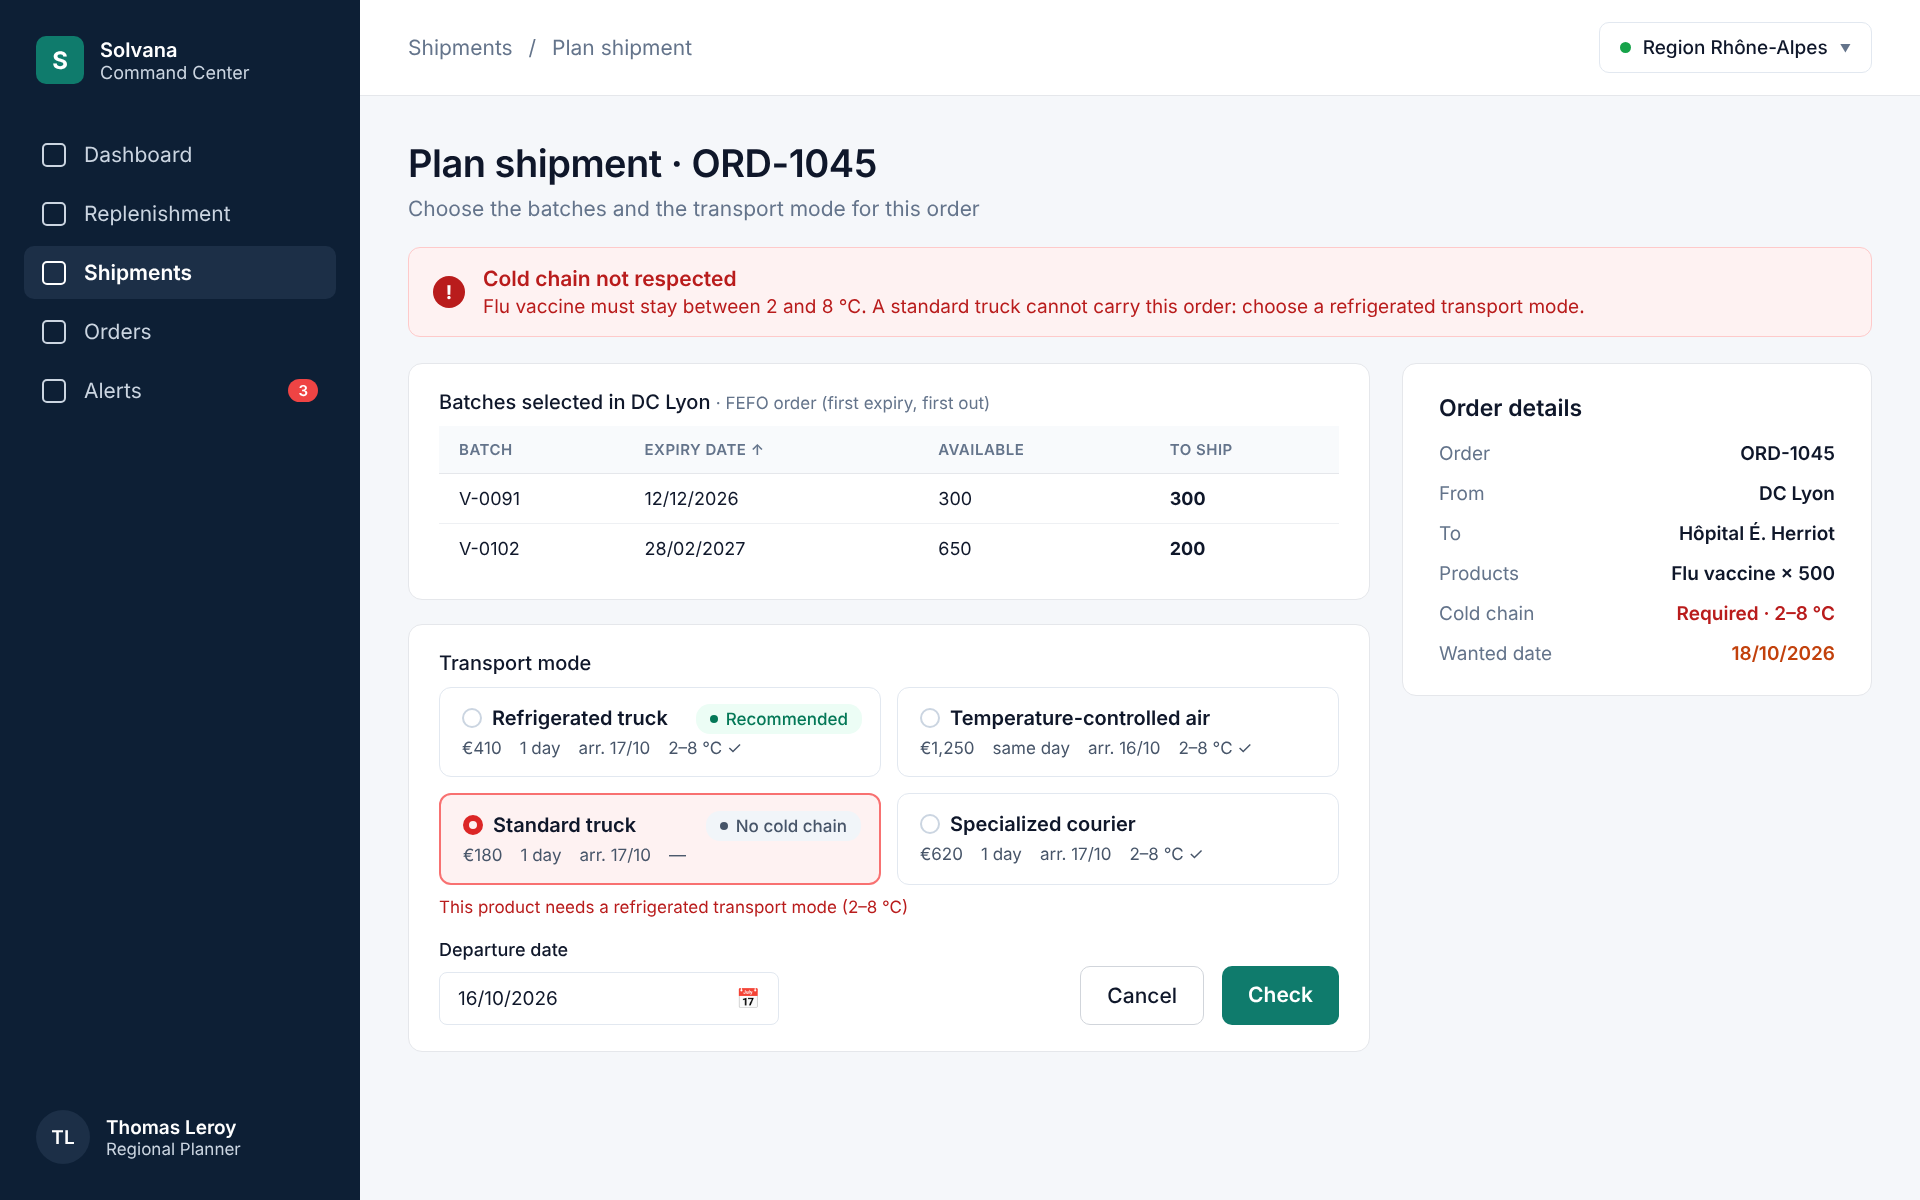 S
Solvana
Command Center
Dashboard
Replenishment
Shipments
Orders
Alerts 3
TL
Thomas Leroy
Regional Planner
Shipments / Plan shipment
Region Rhône-Alpes ▼
Plan shipment · ORD-1045
Choose the batches and the transport mode for this order
!
Cold chain not respected
Flu vaccine must stay between 2 and 8 °C. A standard truck cannot carry this order: choose a refrigerated transport mode.
Batches selected in DC Lyon · FEFO order (first expiry, first out)
BATCH EXPIRY DATE ↑ AVAILABLE TO SHIP
V-0091 12/12/2026 300 300
V-0102 28/02/2027 650 200
Transport mode
Refrigerated truck Recommended
€410 1 day arr. 17/10 2–8 °C ✓
Temperature-controlled air
€1,250 same day arr. 16/10 2–8 °C ✓
Standard truck No cold chain
€180 1 day arr. 17/10 —
Specialized courier
€620 1 day arr. 17/10 2–8 °C ✓
This product needs a refrigerated transport mode (2–8 °C)
Departure date
16/10/2026
Cancel
Check
Order details
Order ORD-1045
From DC Lyon
To Hôpital É. Herriot
Products Flu vaccine × 500
Cold chain Required · 2–8 °C
Wanted date 18/10/2026